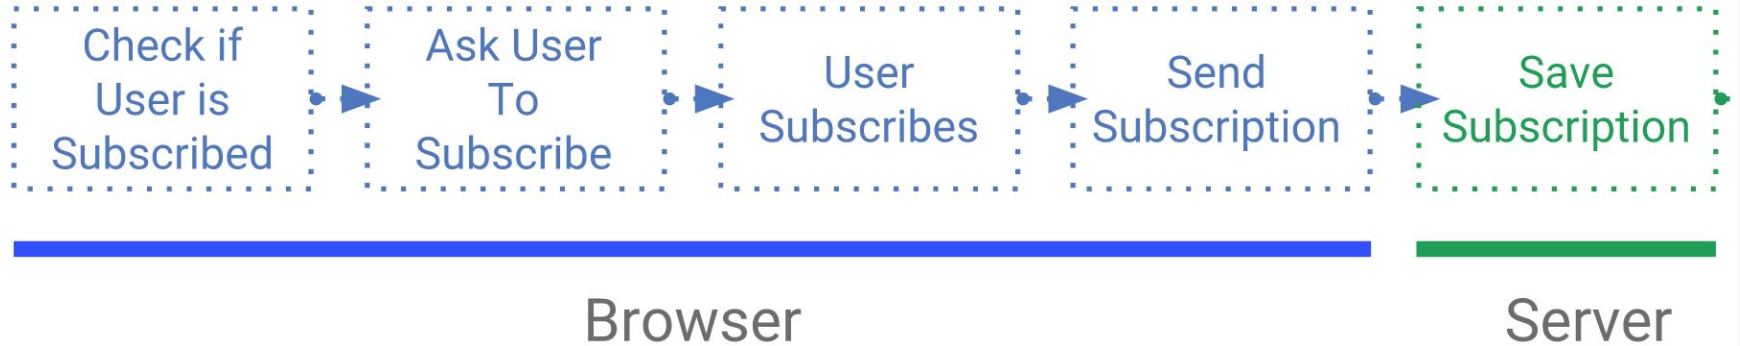 Check if
User is
Subscribed
Ask User
To
Subscribe
User
Subscribes
Send
Subscription
Save
Subscription
Browser
Server